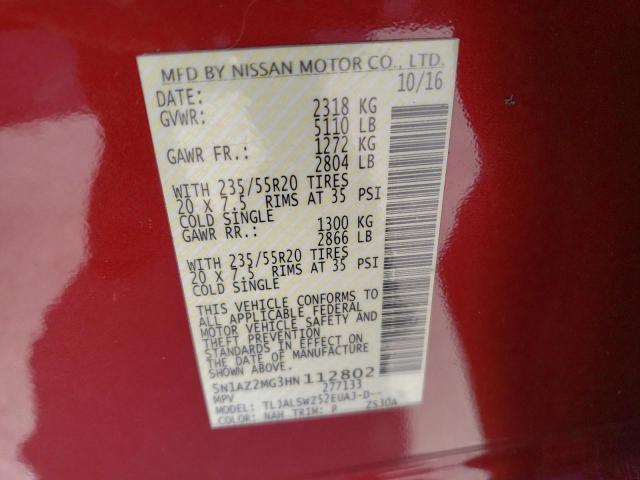 MFD BY NISSAN MOTOR CO., LTD.
DATE: 10/16
GVWR: 2318 KG
5110 LB
GAWR FR.: 1272 KG
2804 LB
WITH 235/55R20 TIRES
20 X 7.5 RIMS AT 35 PSI
COLD SINGLE
GAWR RR.: 1300 KG
2866 LB
WITH 235/55R20 TIRES
20 X 7.5 RIMS AT 35 PSI
COLD SINGLE
THIS VEHICLE CONFORMS TO
ALL APPLICABLE FEDERAL
MOTOR VEHICLE SAFETY AND
THEFT PREVENTION
STANDARDS IN EFFECT ON
THE DATE OF MANUFACTURE
SHOWN ABOVE.
5N1AZ2MG3HN112802
MPV 277133
MODEL: TLJALSWZ52EUAJ-D--
COLOR: NAH TRIM: P ZS30A